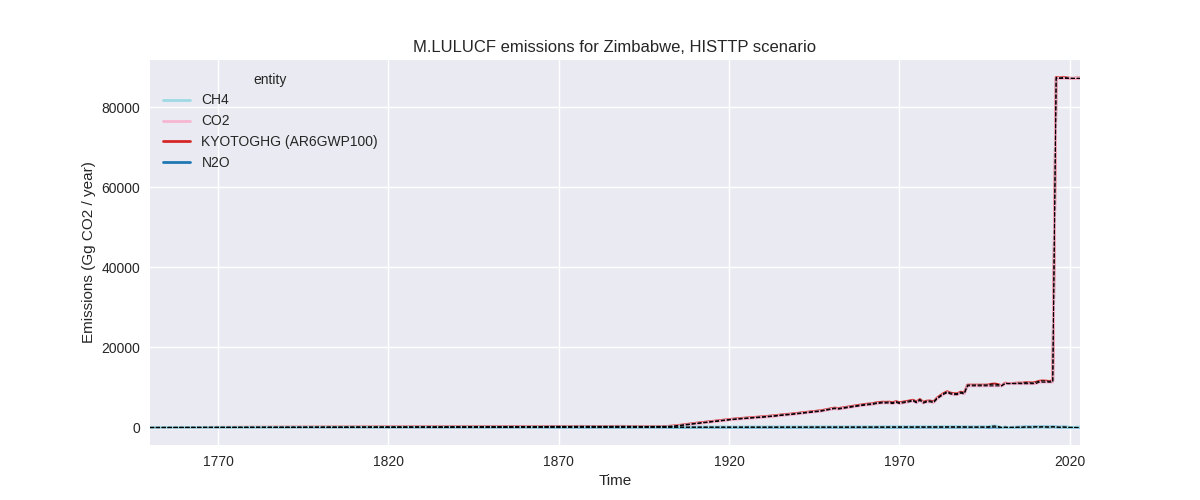 M.LULUCF emissions for Zimbabwe, HISTTP scenario
entity
CH4
CO2
KYOTOGHG (AR6GWP100)
N2O
Emissions (Gg CO2 / year)
80000
60000
40000
20000
0
1770
1820
1870
1920
1970
2020
Time